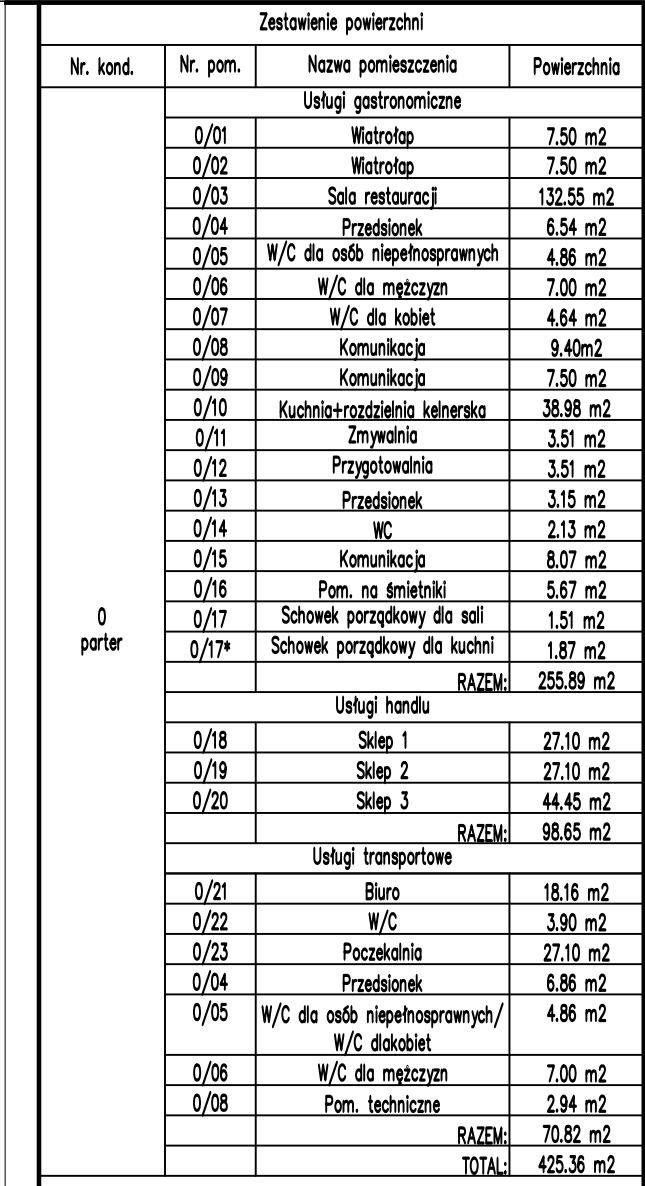 Zestawienie powierzchni
Nr. kond. Nr. pom. Nazwa pomieszczenia Powierzchnia
Usługi gastronomiczne
0/01 Wiatrołap 7.50 m2
0/02 Wiatrołap 7.50 m2
0/03 Sala restauracji 132.55 m2
0/04 Przedsionek 6.54 m2
0/05 W/C dla osób niepełnosprawnych 4.86 m2
0/06 W/C dla mężczyzn 7.00 m2
0/07 W/C dla kobiet 4.64 m2
0/08 Komunikacja 9.40m2
0/09 Komunikacja 7.50 m2
0/10 Kuchnia+rozdzielnia kelnerska 38.98 m2
0/11 Zmywalnia 3.51 m2
0/12 Przygotowalnia 3.51 m2
0/13 Przedsionek 3.15 m2
0/14 WC 2.13 m2
0/15 Komunikacja 8.07 m2
0/16 Pom. na śmietniki 5.67 m2
0 0/17 Schowek porządkowy dla sali 1.51 m2
parter 0/17* Schowek porządkowy dla kuchni 1.87 m2
RAZEM: 255.89 m2
Usługi handlu
0/18 Sklep 1 27.10 m2
0/19 Sklep 2 27.10 m2
0/20 Sklep 3 44.45 m2
RAZEM: 98.65 m2
Usługi transportowe
0/21 Biuro 18.16 m2
0/22 W/C 3.90 m2
0/23 Poczekalnia 27.10 m2
0/04 Przedsionek 6.86 m2
0/05 W/C dla osób niepełnosprawnych/ 4.86 m2
W/C dlakobiet
0/06 W/C dla mężczyzn 7.00 m2
0/08 Pom. techniczne 2.94 m2
RAZEM: 70.82 m2
TOTAL: 425.36 m2